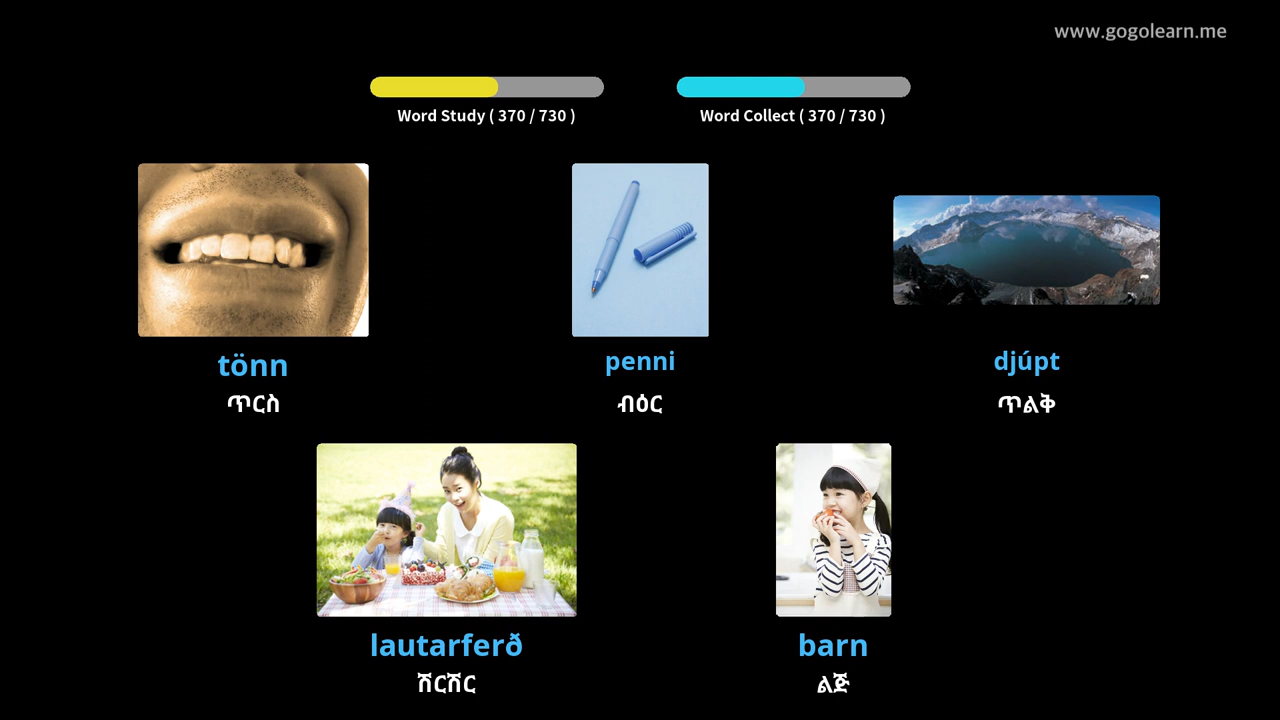 www.gogolearn.me
Word Study ( 370 / 730 )
Word Collect ( 370 / 730 )
tönn
penni
djúpt
ጥርስ
ብዕር
ጥልቅ
lautarferð
barn
ሽርሽር
ልጅ